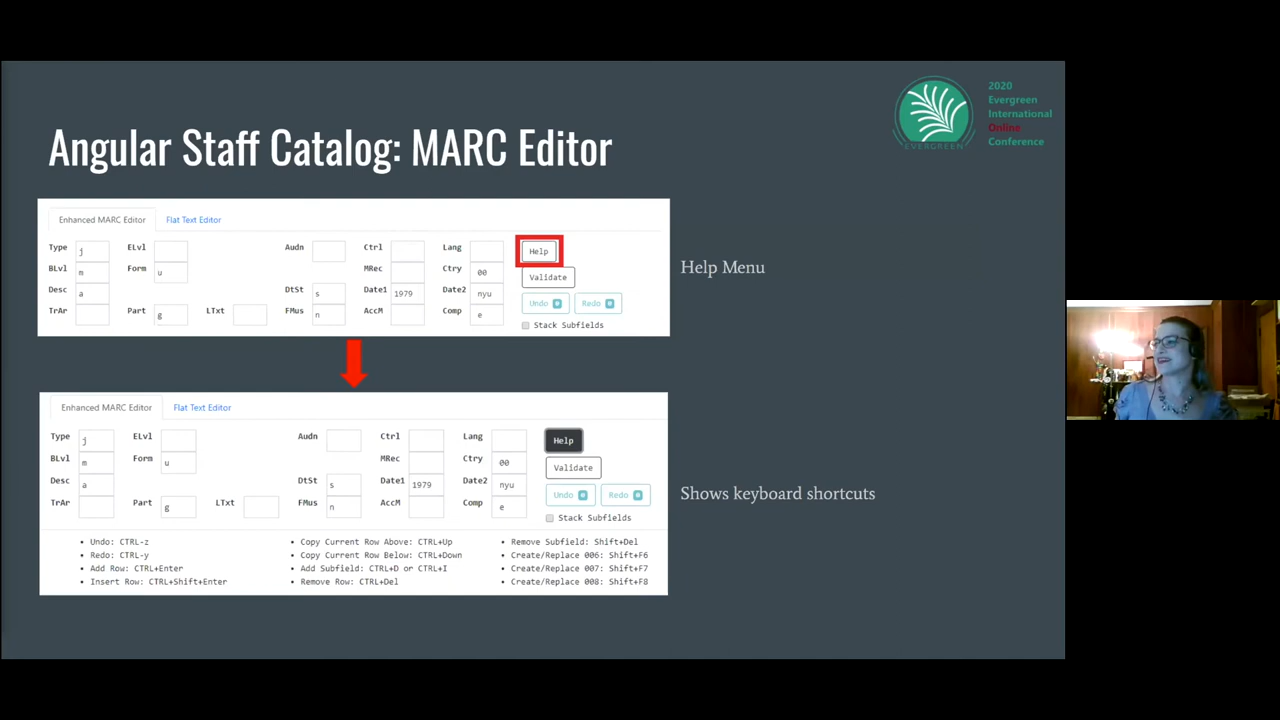 2020
Evergreen
International
Online
Conference
EVERGREEN
Angular Staff Catalog: MARC Editor
Enhanced MARC Editor Flat Text Editor
Type j ELvl Audn Ctrl Lang Help
BLvl m Form u MRec Ctry 00 Validate
Desc a DtSt s Date1 1979 Date2 nyu Undo Redo
TrAr Part g LTxt FMus n AccM Comp e Stack Subfields
Help Menu
Enhanced MARC Editor Flat Text Editor
Type j ELvl Audn Ctrl Lang Help
BLvl m Form u MRec Ctry 00 Validate
Desc a DtSt s Date1 1979 Date2 nyu Undo Redo
TrAr Part g LTxt FMus n AccM Comp e Stack Subfields
Shows keyboard shortcuts
• Undo: CTRL-z • Copy Current Row Above: CTRL+Up • Remove Subfield: Shift+Del
• Redo: CTRL-y • Copy Current Row Below: CTRL+Down • Create/Replace 006: Shift+F6
• Add Row: CTRL+Enter • Add Subfield: CTRL+D or CTRL+I • Create/Replace 007: Shift+F7
• Insert Row: CTRL+Shift+Enter • Remove Row: CTRL+Del • Create/Replace 008: Shift+F8